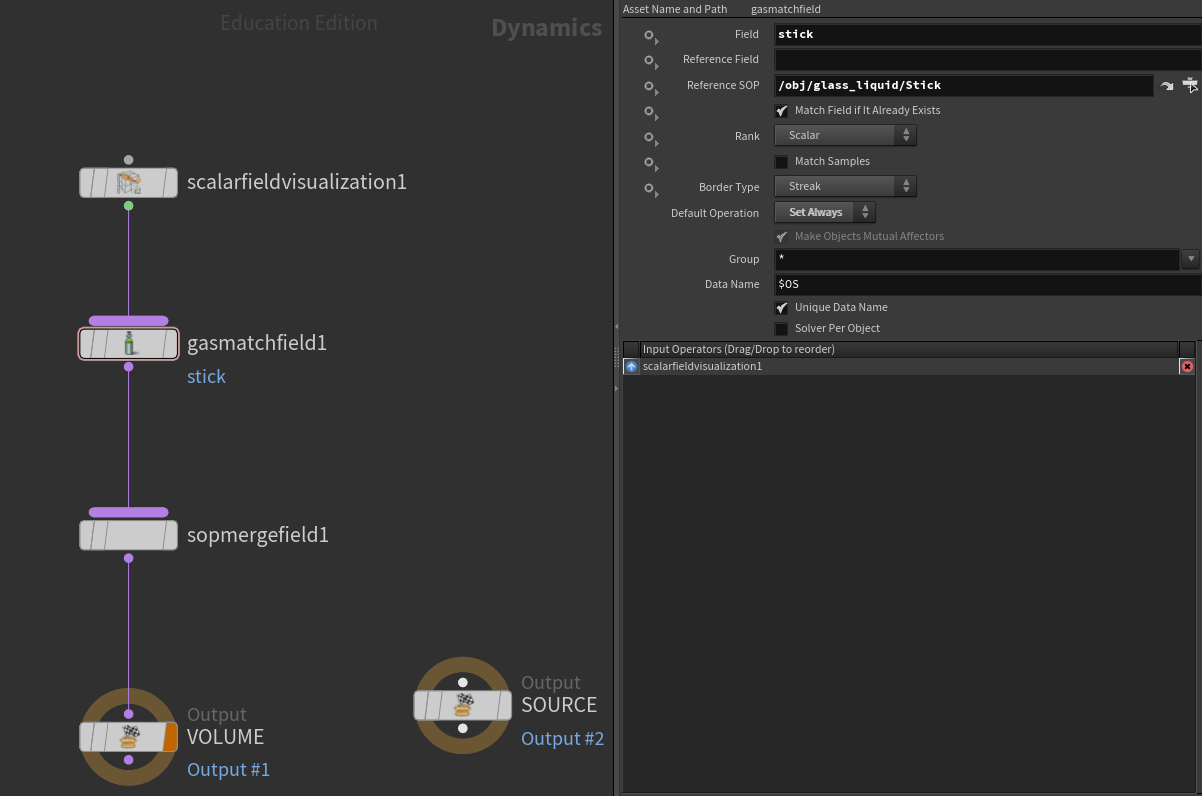 Education Edition
Dynamics
scalarfieldvisualization1
gasmatchfield1
stick
sopmergefield1
Output
VOLUME
Output #1
Output
SOURCE
Output #2
Asset Name and Path gasmatchfield
Field stick
Reference Field
Reference SOP /obj/glass_liquid/Stick
Match Field if It Already Exists
Rank Scalar
Match Samples
Border Type Streak
Default Operation Set Always
Make Objects Mutual Affectors
Group *
Data Name $OS
Unique Data Name
Solver Per Object
Input Operators (Drag/Drop to reorder)
scalarfieldvisualization1